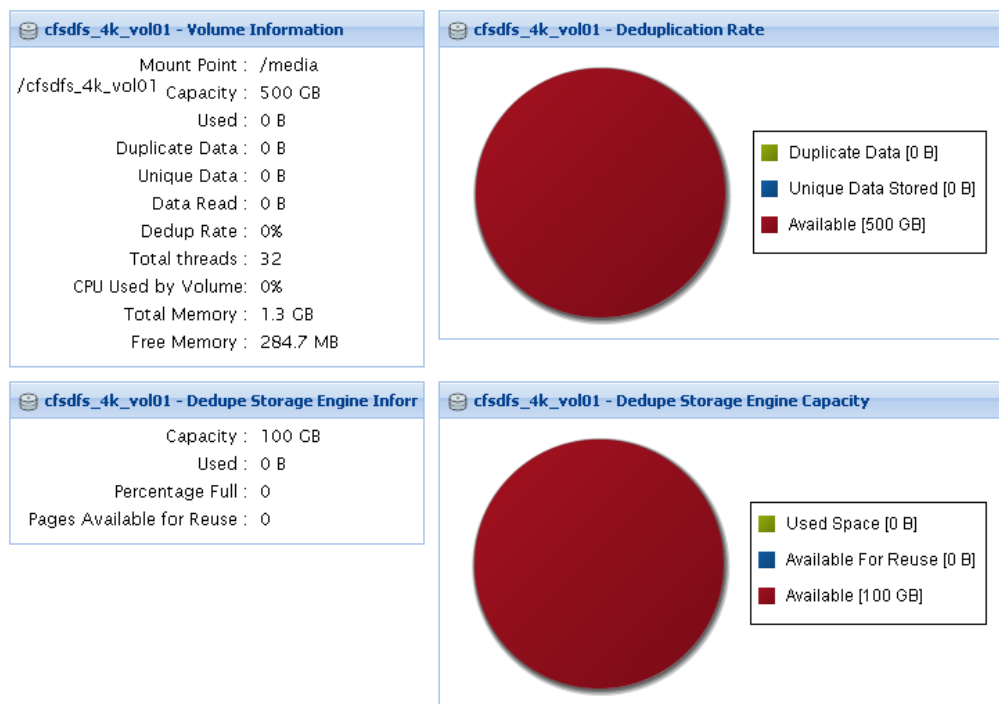 cfsdfs_4k_vol01 - Volume Information
Mount Point : /media
/cfsdfs_4k_vol01
Capacity : 500 GB
Used : 0 B
Duplicate Data : 0 B
Unique Data : 0 B
Data Read : 0 B
Dedup Rate : 0%
Total threads : 32
CPU Used by Volume: 0%
Total Memory : 1.3 GB
Free Memory : 284.7 MB
cfsdfs_4k_vol01 - Deduplication Rate
Duplicate Data [0 B]
Unique Data Stored [0 B]
Available [500 GB]
cfsdfs_4k_vol01 - Dedupe Storage Engine Inforr
Capacity : 100 GB
Used : 0 B
Percentage Full : 0
Pages Available for Reuse : 0
cfsdfs_4k_vol01 - Dedupe Storage Engine Capacity
Used Space [0 B]
Available For Reuse [0 B]
Available [100 GB]